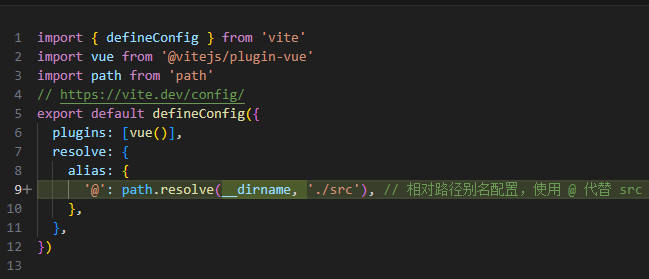 1 import { defineConfig } from 'vite'
2 import vue from '@vitejs/plugin-vue'
3 import path from 'path'
4 // https://vite.dev/config/
5 export default defineConfig({
6   plugins: [vue()],
7   resolve: {
8     alias: {
9+       '@': path.resolve(__dirname, './src'), // 相对路径别名配置，使用 @ 代替 src
10     },
11   },
12 })
13